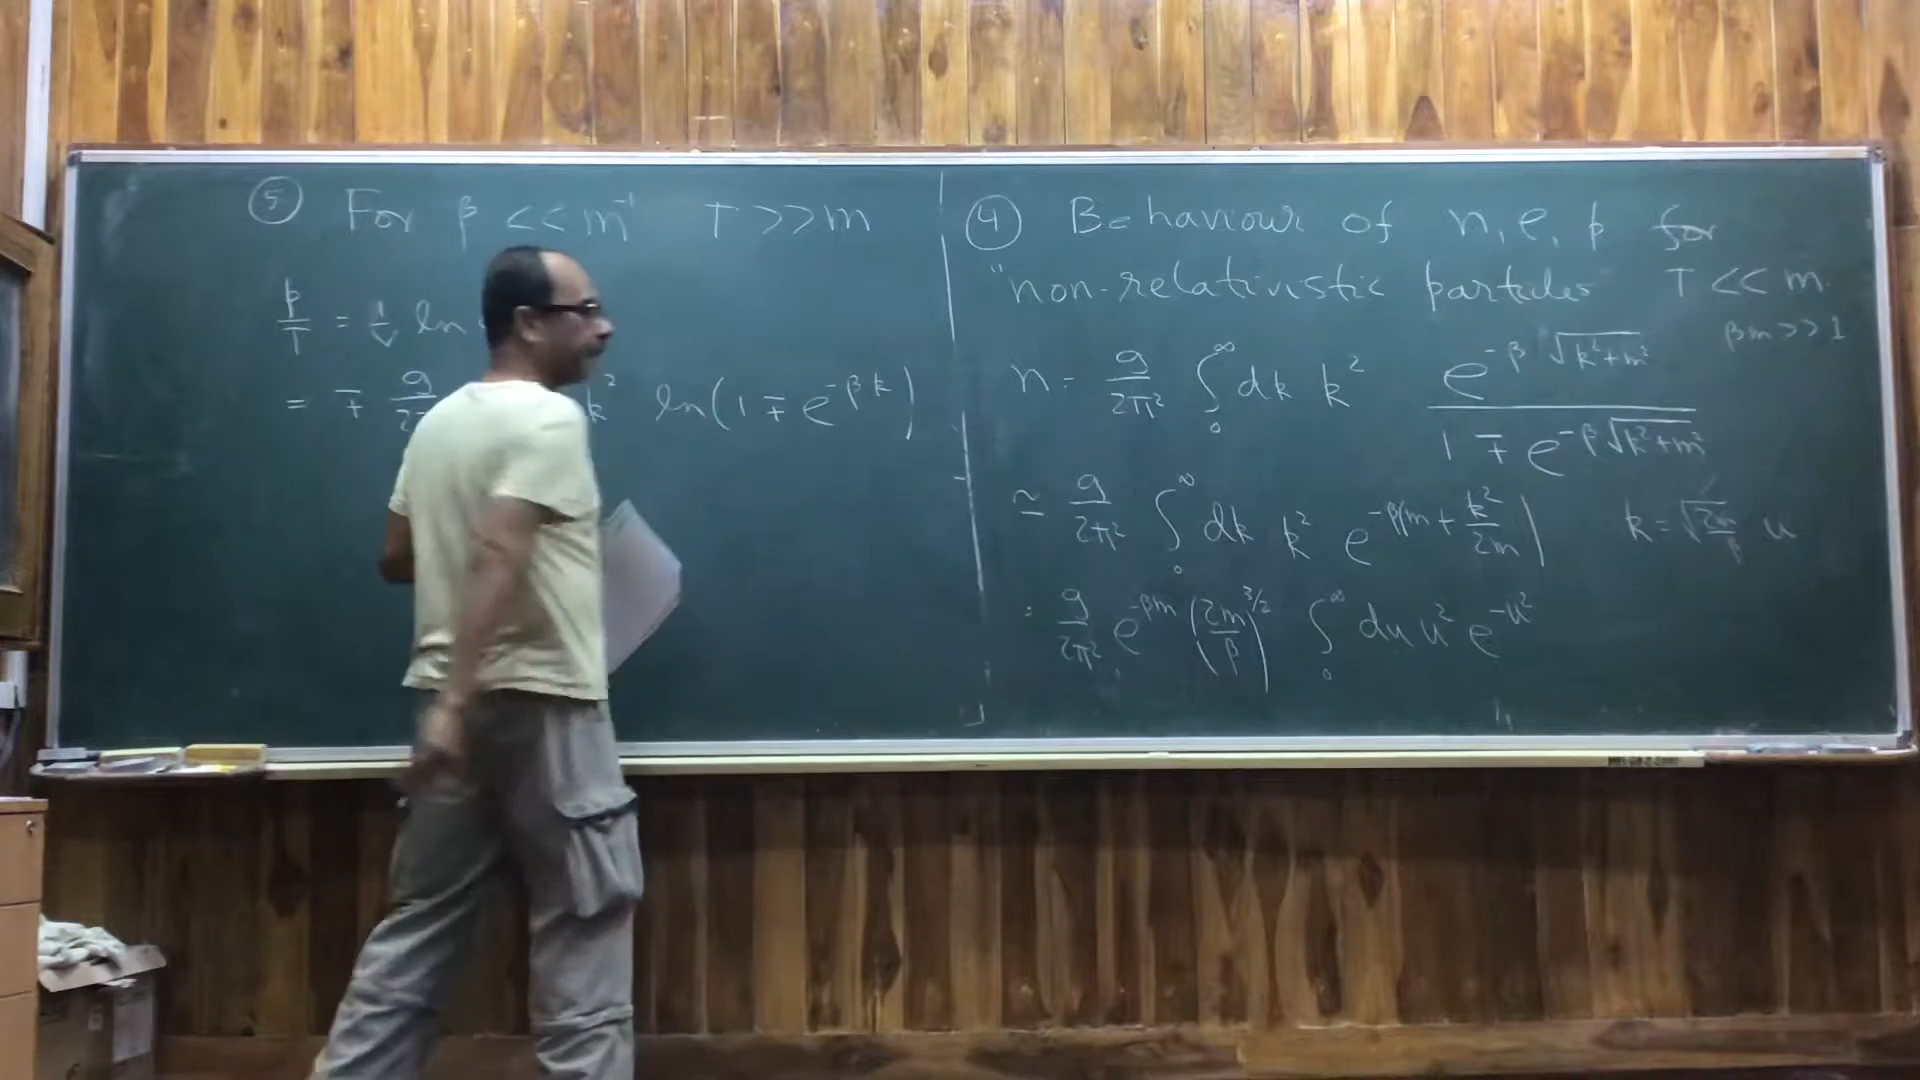 ⑤ For β << m⁻¹ T >> m
p/T = 1/V ln
= ∓ g/2 k² ln(1 ∓ e^{-βk})
④ Behaviour of n, e, p for
"non-relativistic particles T << m
βm >> 1
n = g/2π² ∫₀^∞ dk k² e^{-β√(k²+m²)} / (1 ∓ e^{-β√(k²+m²)})
≃ g/2π² ∫₀^∞ dk k² e^{-β(m + k²/2m)} k = √(2m/β) u
= g/2π² e^{-βm} (2m/β)^{3/2} ∫₀^∞ du u² e^{-u²}